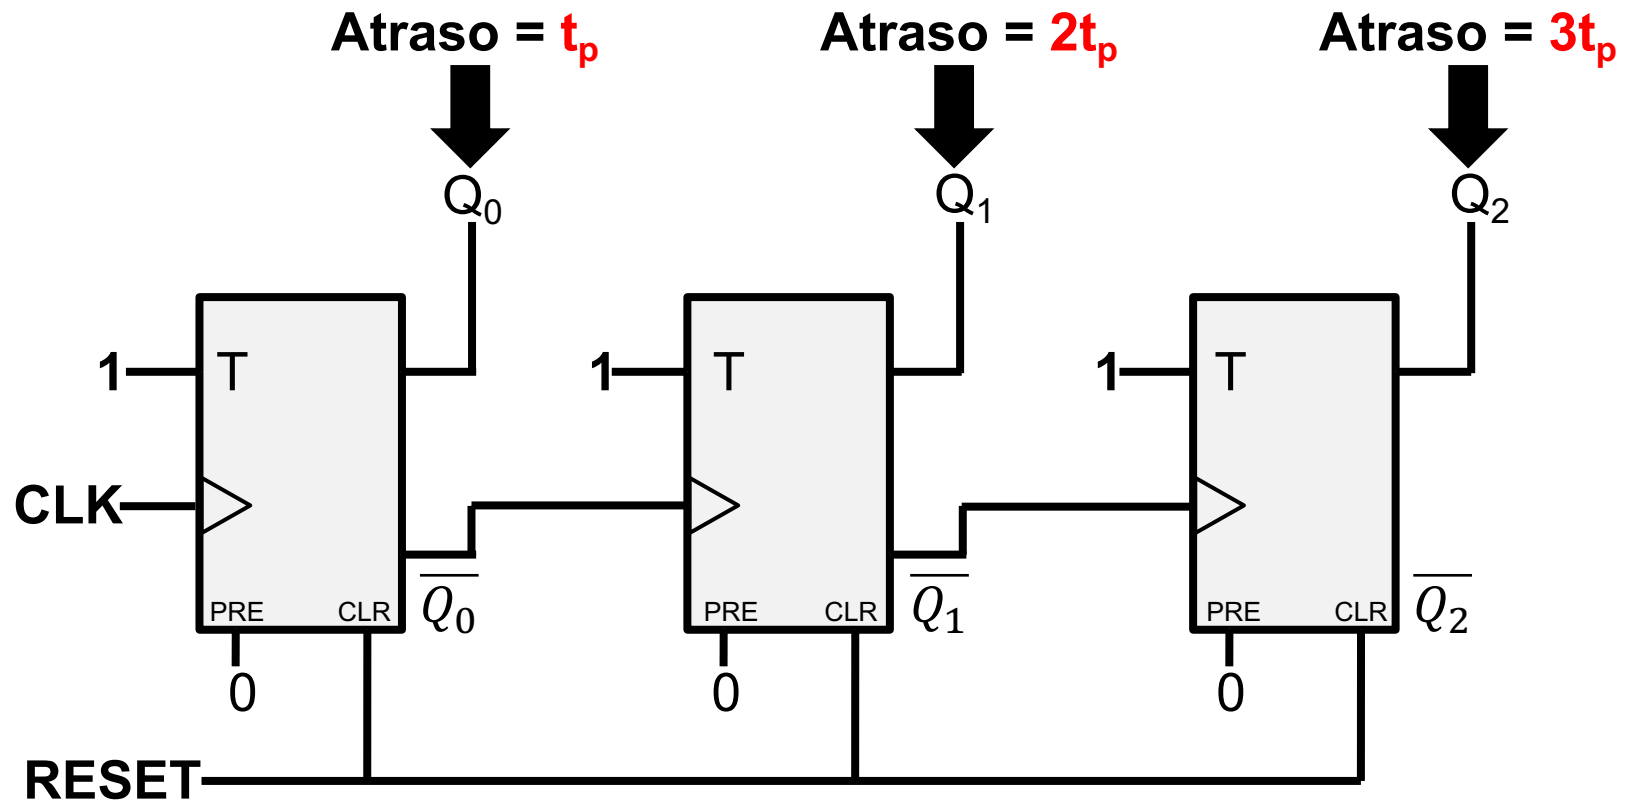 Atraso = tₚ Atraso = 2tₚ Atraso = 3tₚ
Q₀ Q₁ Q₂
1 T 1 T 1 T
CLK
PRE CLR PRE CLR PRE CLR
Q̅₀ Q̅₁ Q̅₂
0 0 0
RESET